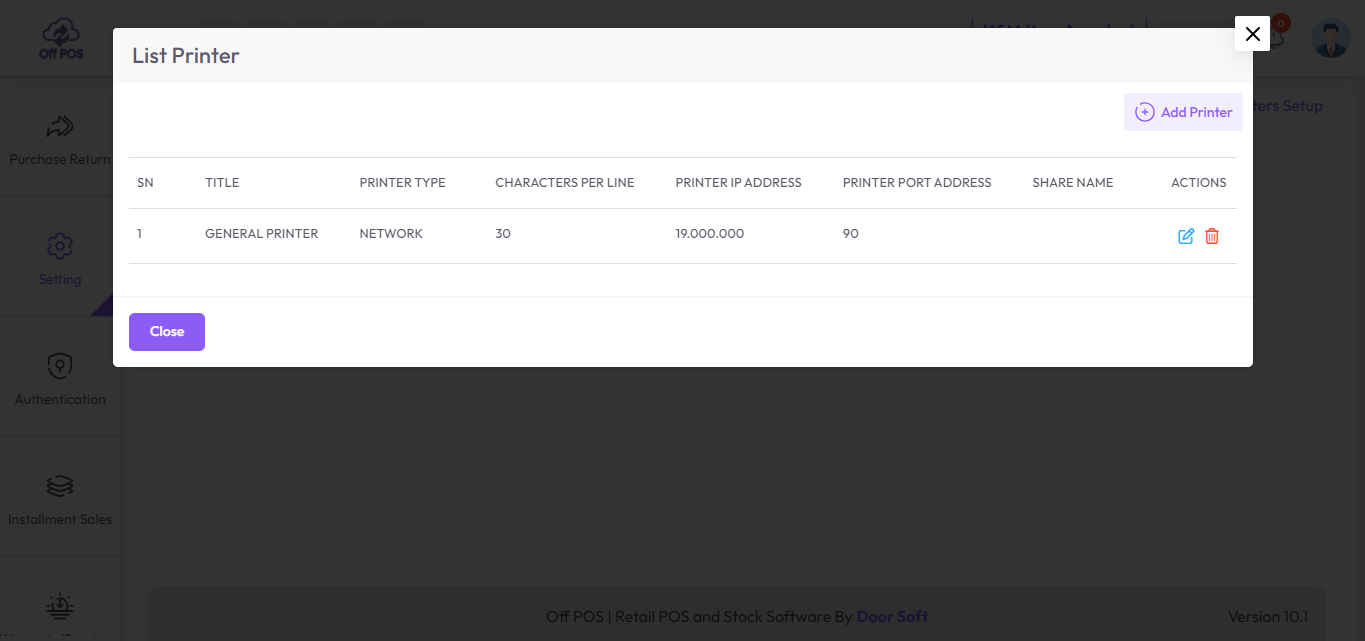 Off POS
0
List Printer
Add Printer
ters Setup
Purchase Return
SN TITLE PRINTER TYPE CHARACTERS PER LINE PRINTER IP ADDRESS PRINTER PORT ADDRESS SHARE NAME ACTIONS
1 GENERAL PRINTER NETWORK 30 19.000.000 90
Setting
Close
Authentication
Installment Sales
Off POS | Retail POS and Stock Software By Door Soft
Version 10.1